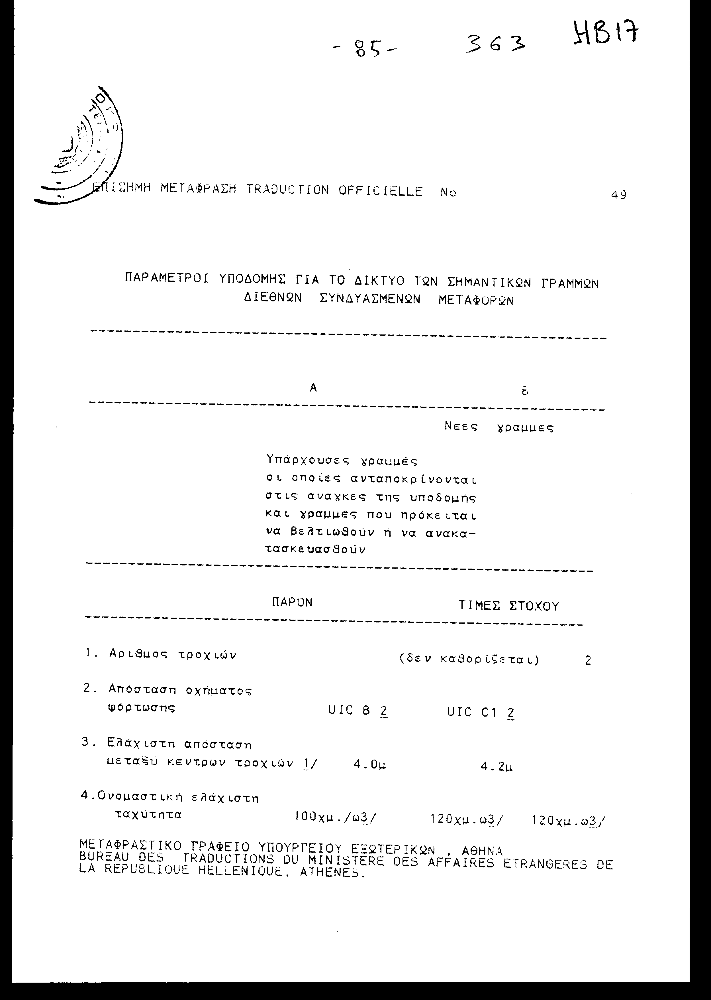 - 85 -   363   HB17
ΕΠΙΣΗΜΗ ΜΕΤΑΦΡΑΣΗ TRADUCTION OFFICIELLE No   49
ΠΑΡΑΜΕΤΡΟΙ ΥΠΟΔΟΜΗΣ ΓΙΑ ΤΟ ΔΙΚΤΥΟ ΤΩΝ ΣΗΜΑΝΤΙΚΩΝ ΓΡΑΜΜΩΝ
ΔΙΕΘΝΩΝ ΣΥΝΔΥΑΣΜΕΝΩΝ ΜΕΤΑΦΟΡΩΝ
Α   Β
Νεες γραμμες
Υπάρχουσες γραμμές
οι οποίες ανταποκρίνονται
στις αναγκες της υποδομής
και γραμμές που πρόκειται
να βελτιωθούν ή να ανακα-
τασκευασθούν
ΠΑΡΟΝ   ΤΙΜΕΣ ΣΤΟΧΟΥ
1. Αριθμός τροχιών   (δεν καθορίζεται)   2
2. Απόσταση οχήματος
φόρτωσης   UIC B 2   UIC C1 2
3. Ελάχιστη απόσταση
μεταξύ κεντρων τροχιών 1/   4.0μ   4.2μ
4.Ονομαστική ελάχιστη
ταχύτητα   100χμ./ω3/   120χμ.ω3/   120χμ.ω3/
ΜΕΤΑΦΡΑΣΤΙΚΟ ΓΡΑΦΕΙΟ ΥΠΟΥΡΓΕΙΟΥ ΕΞΩΤΕΡΙΚΩΝ , ΑΘΗΝΑ
BUREAU DES TRADUCTIONS DU MINISTERE DES AFFAIRES ETRANGERES DE
LA REPUBLIQUE HELLENIQUE, ATHENES.